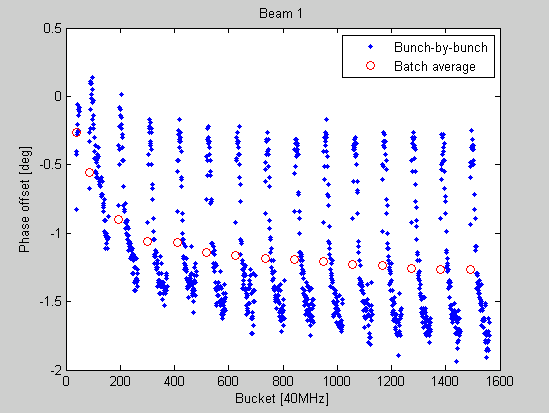 Beam 1
0.5
0
-0.5
-1
-1.5
-2
Phase offset [deg]
Bunch-by-bunch
Batch average
0 200 400 600 800 1000 1200 1400 1600
Bucket [40MHz]